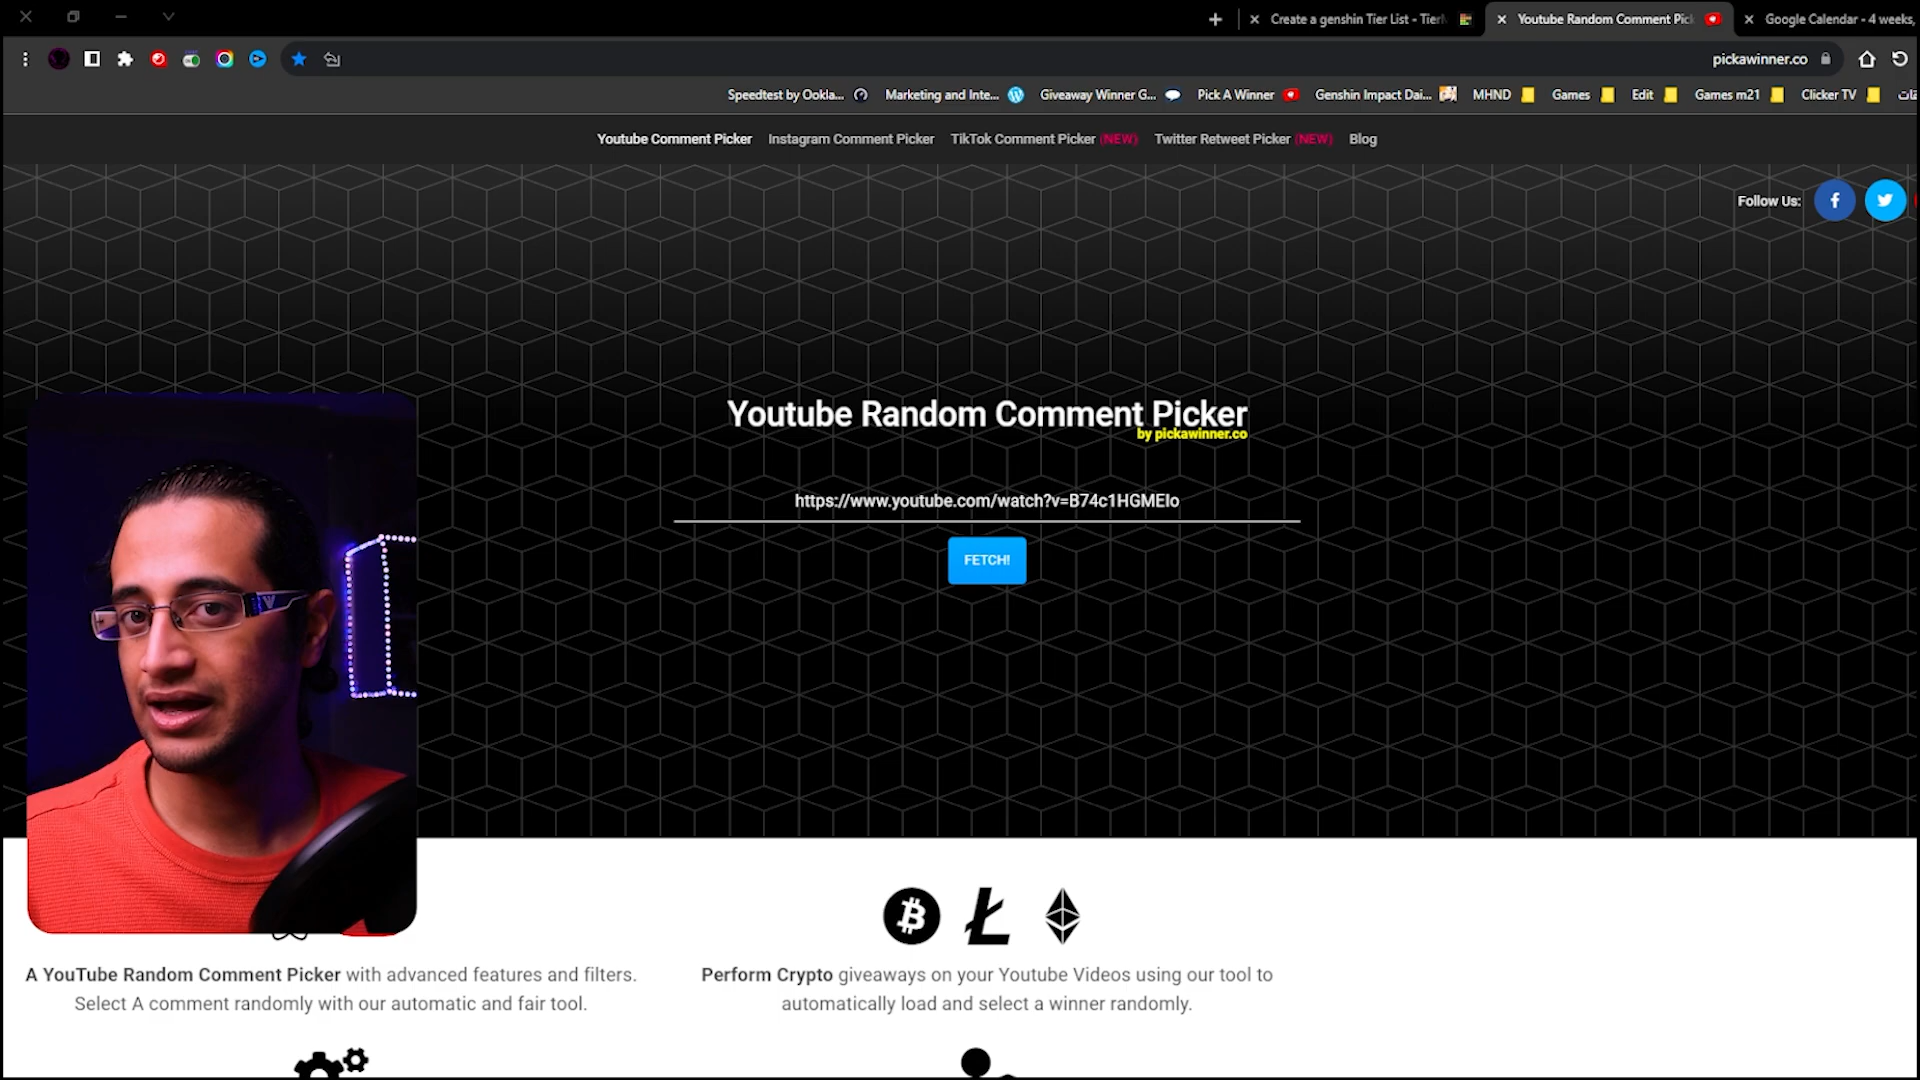 Create a genshin Tier List - Tier
Youtube Random Comment Pic
Google Calendar - 4 weeks,
pickawinner.co
Speedtest by Ookla...
Marketing and Inte...
Giveaway Winner G...
Pick A Winner
Genshin Impact Dai...
MHND
Games
Edit
Games m21
Clicker TV
Youtube Comment Picker
Instagram Comment Picker
TikTok Comment Picker (NEW)
Twitter Retweet Picker (NEW)
Blog
Follow Us:
Youtube Random Comment Picker
by pickawinner.co
https://www.youtube.com/watch?v=B74c1HGMEIo
FETCH!
A YouTube Random Comment Picker with advanced features and filters.
Select A comment randomly with our automatic and fair tool.
Perform Crypto giveaways on your Youtube Videos using our tool to
automatically load and select a winner randomly.